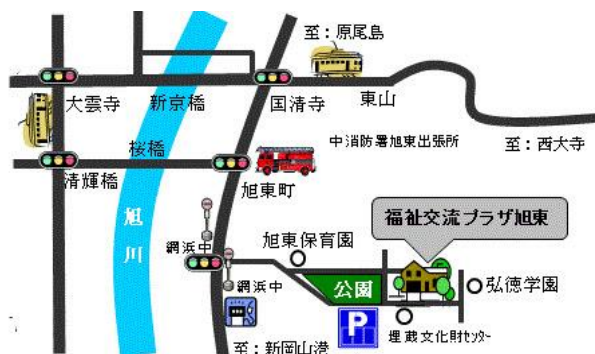 至：原尾島
大雲寺
新京橋
国清寺
東山
桜橋
中消防署旭東出張所
至：西大寺
清輝橋
旭東町
旭川
福祉交流プラザ旭東
網浜中
旭東保育園
網浜中
公園
弘徳学園
P
埋蔵文化財センター
至：新岡山港